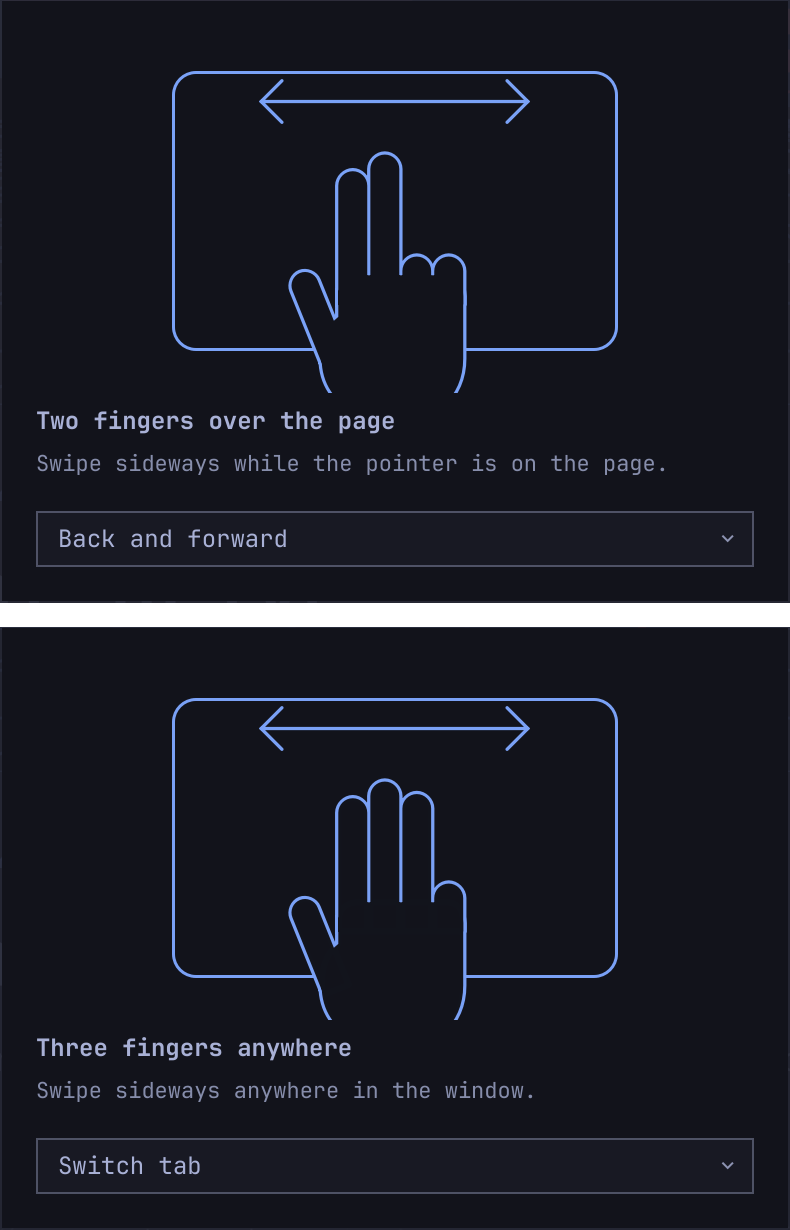 Two fingers over the page
Swipe sideways while the pointer is on the page.
Back and forward
Three fingers anywhere
Swipe sideways anywhere in the window.
Switch tab